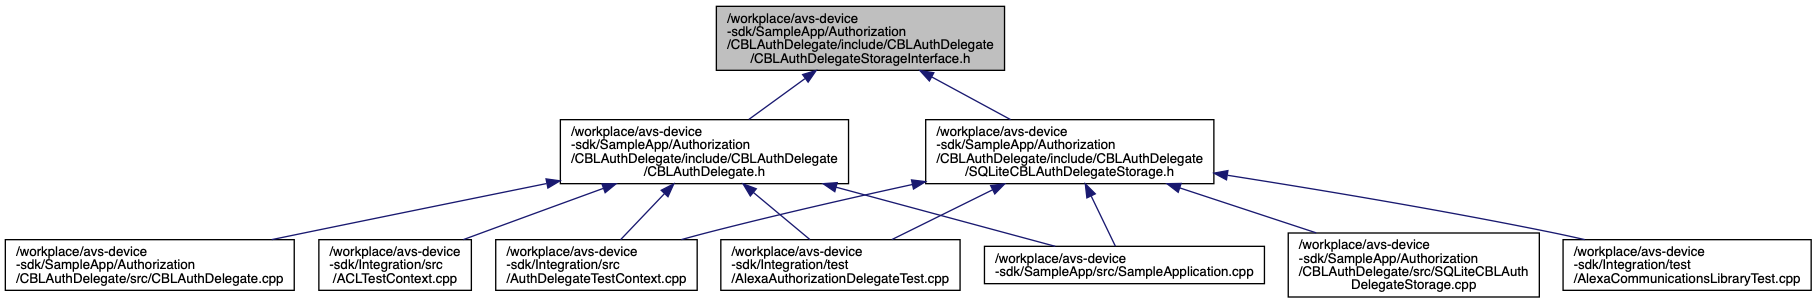 /workplace/avs-device
-sdk/SampleApp/Authorization
/CBLAuthDelegate/include/CBLAuthDelegate
/CBLAuthDelegateStorageInterface.h
/workplace/avs-device
-sdk/SampleApp/Authorization
/CBLAuthDelegate/include/CBLAuthDelegate
/CBLAuthDelegate.h
/workplace/avs-device
-sdk/SampleApp/Authorization
/CBLAuthDelegate/include/CBLAuthDelegate
/SQLiteCBLAuthDelegateStorage.h
/workplace/avs-device
-sdk/SampleApp/Authorization
/CBLAuthDelegate/src/CBLAuthDelegate.cpp
/workplace/avs-device
-sdk/Integration/src
/ACLTestContext.cpp
/workplace/avs-device
-sdk/Integration/src
/AuthDelegateTestContext.cpp
/workplace/avs-device
-sdk/Integration/test
/AlexaAuthorizationDelegateTest.cpp
/workplace/avs-device
-sdk/SampleApp/src/SampleApplication.cpp
/workplace/avs-device
-sdk/SampleApp/Authorization
/CBLAuthDelegate/src/SQLiteCBLAuth
DelegateStorage.cpp
/workplace/avs-device
-sdk/Integration/test
/AlexaCommunicationsLibraryTest.cpp